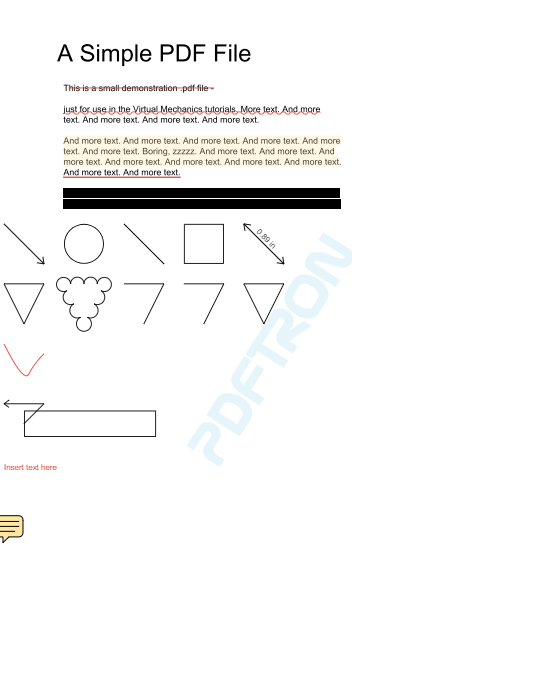 A Simple PDF File
This is a small demonstration .pdf file -
just for use in the Virtual Mechanics tutorials. More text. And more
text. And more text. And more text. And more text.
And more text. And more text. And more text. And more text. And more
text. And more text. Boring, zzzzz. And more text. And more text. And
more text. And more text. And more text. And more text. And more text.
And more text. And more text.
0.89 in
PDFTRON
Insert text here